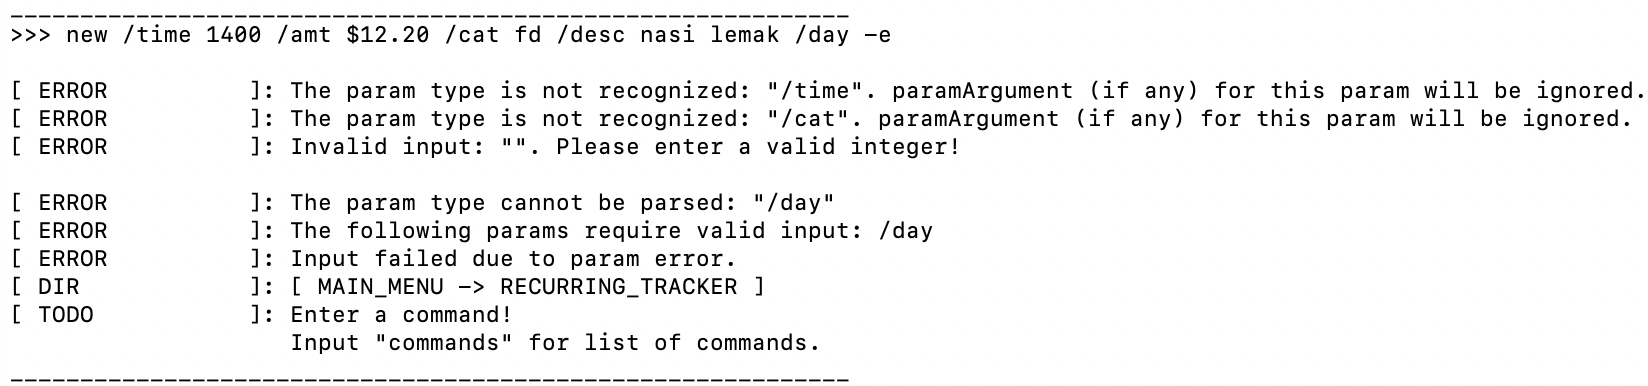 _____________________________________________________________
>>> new /time 1400 /amt $12.20 /cat fd /desc nasi lemak /day -e
[ ERROR          ]: The param type is not recognized: "/time". paramArgument (if any) for this param will be ignored.
[ ERROR          ]: The param type is not recognized: "/cat". paramArgument (if any) for this param will be ignored.
[ ERROR          ]: Invalid input: "". Please enter a valid integer!
[ ERROR          ]: The param type cannot be parsed: "/day"
[ ERROR          ]: The following params require valid input: /day
[ ERROR          ]: Input failed due to param error.
[ DIR            ]: [ MAIN_MENU -> RECURRING_TRACKER ]
[ TODO           ]: Enter a command!
                    Input "commands" for list of commands.
_____________________________________________________________